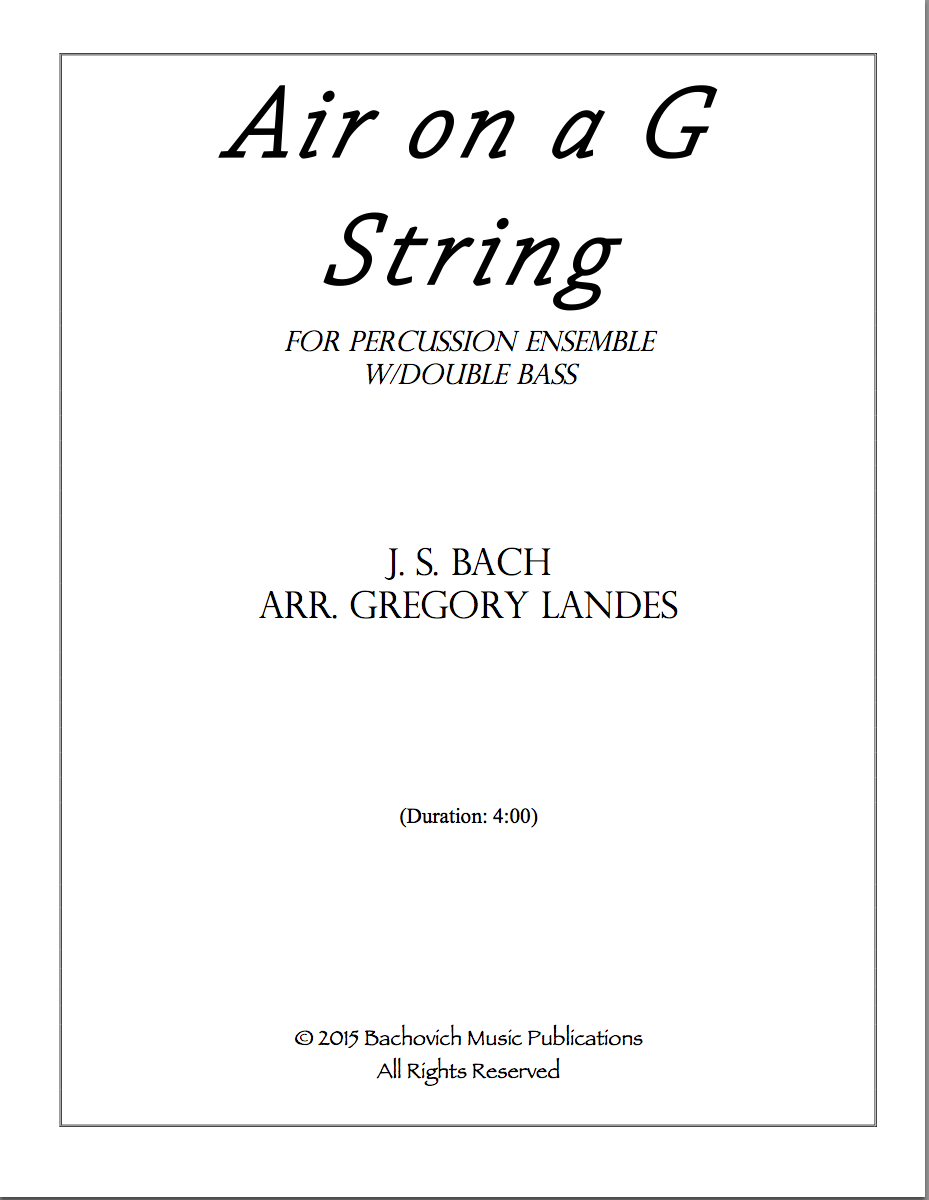 Air on a G
String
FOR PERCUSSION ENSEMBLE
W/DOUBLE BASS
J. S. BACH
ARR. GREGORY LANDES
(Duration: 4:00)
© 2015 Bachovich Music Publications
All Rights Reserved